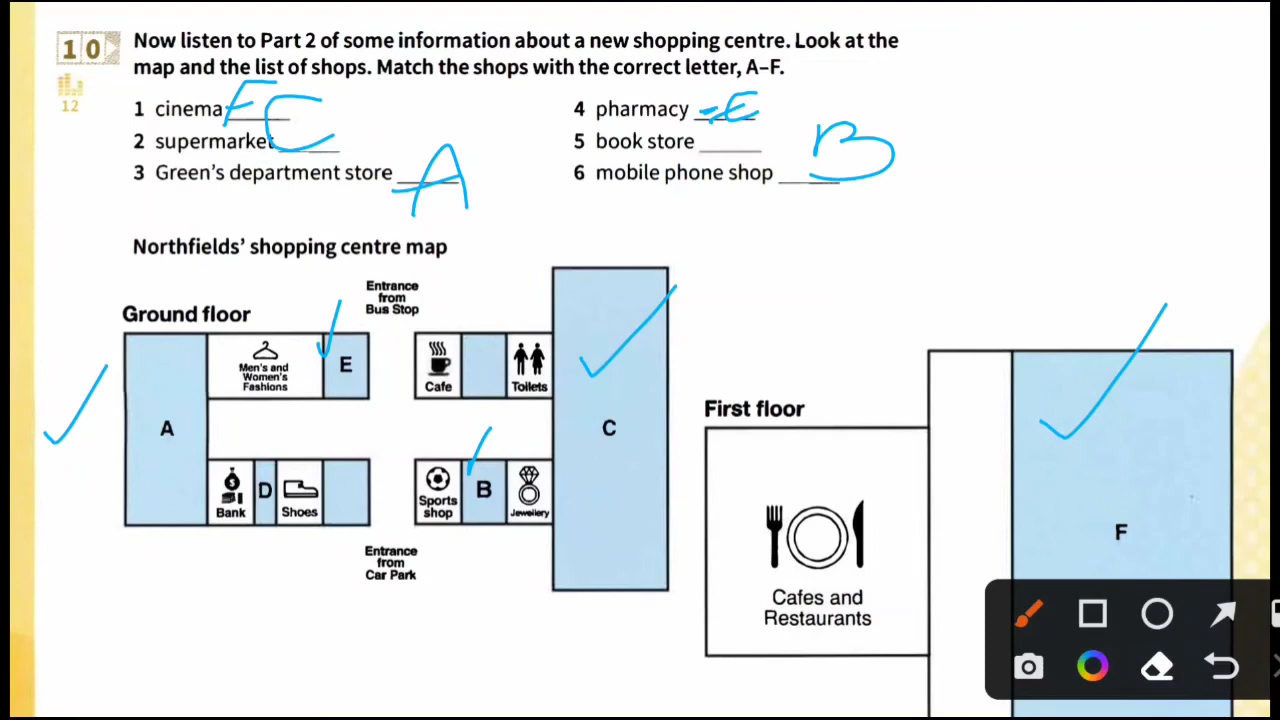 10
Now listen to Part 2 of some information about a new shopping centre. Look at the
map and the list of shops. Match the shops with the correct letter, A–F.
12
1 cinema F
2 supermarket C
3 Green's department store A
4 pharmacy E
5 book store
6 mobile phone shop B
Northfields' shopping centre map
Ground floor
Entrance
from
Bus Stop
A
Men's and
Women's
Fashions
E
Cafe
Toilets
C
Bank
D
Shoes
Sports
shop
B
Jewellery
Entrance
from
Car Park
First floor
Cafes and
Restaurants
F